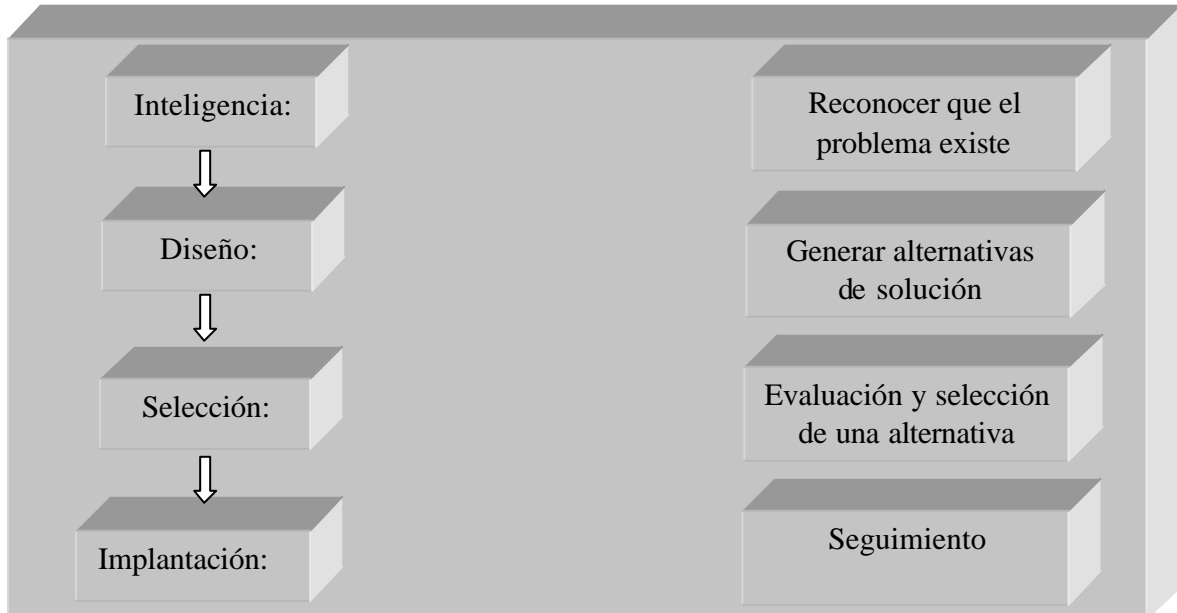 Inteligencia:
Reconocer que el
problema existe
Diseño:
Generar alternativas
de solución
Selección:
Evaluación y selección
de una alternativa
Implantación:
Seguimiento